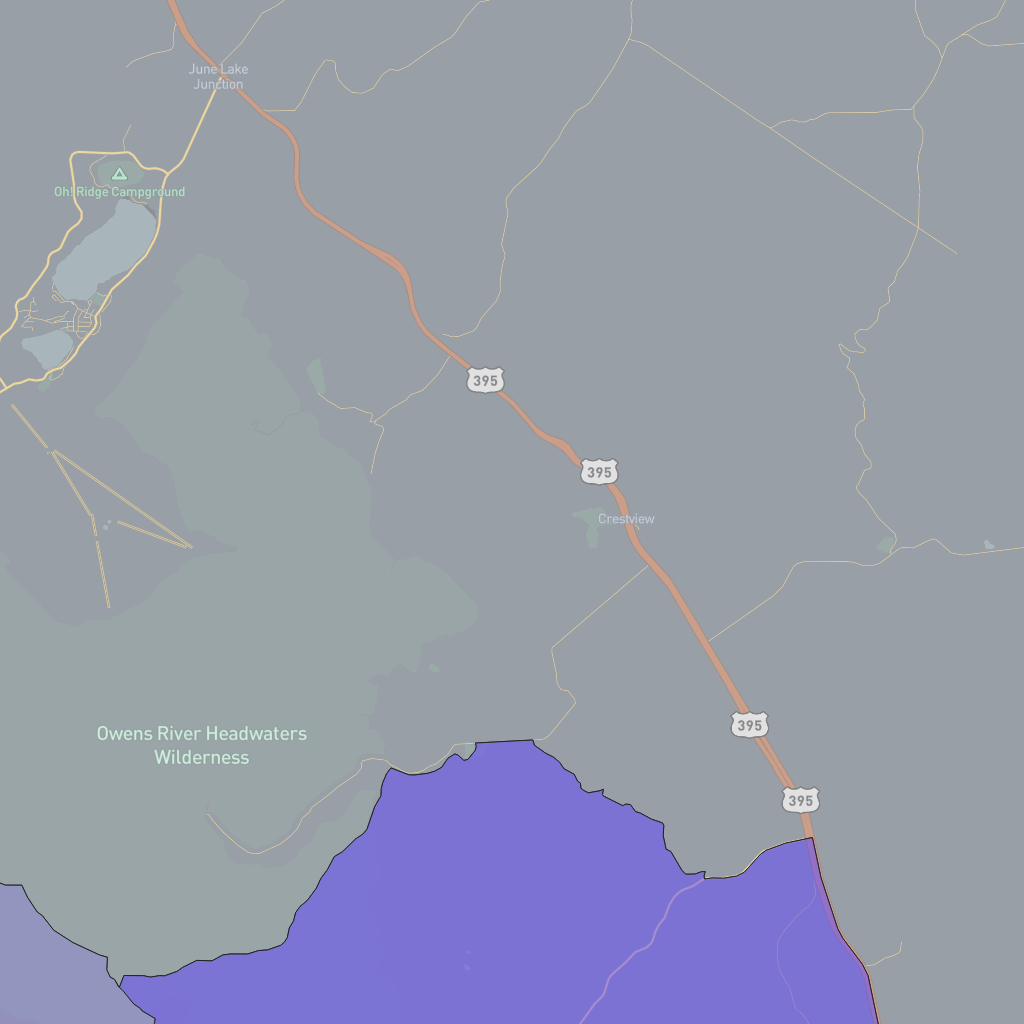 June Lake
Junction
Oh! Ridge Campground
395
395
Crestview
395
Owens River Headwaters
Wilderness
395